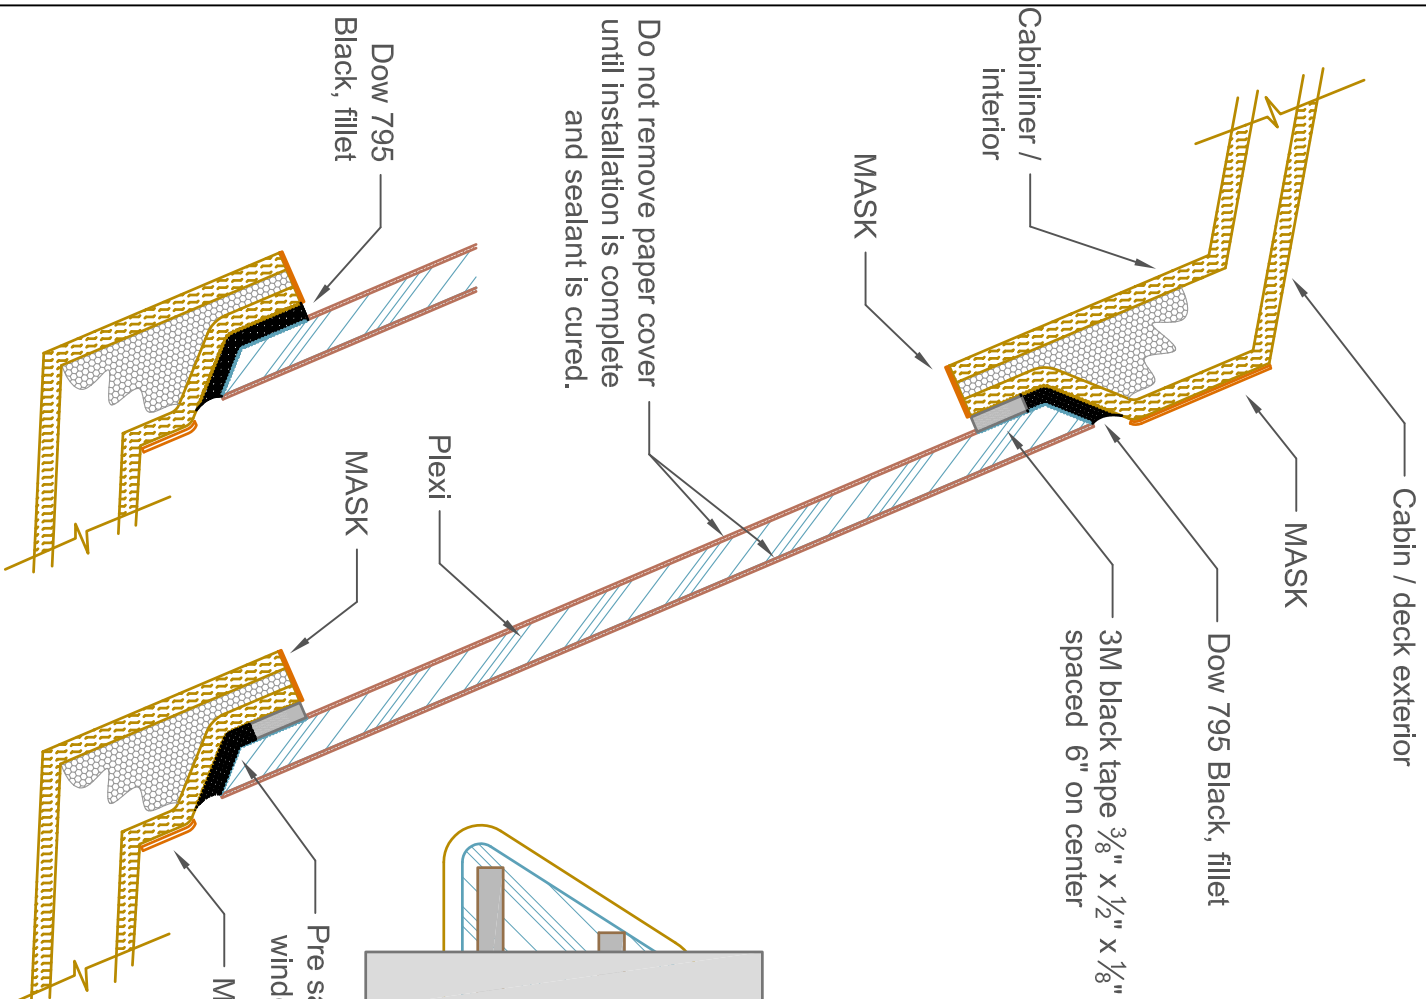 Cabin / deck exterior
MASK
Dow 795 Black, fillet
3M black tape 3/8" x 1/2" x 1/8"
spaced 6" on center
Cabinliner /
interior
MASK
Do not remove paper cover
until installation is complete
and sealant is cured.
Dow 795
Black, fillet
Plexi
MASK
Pre